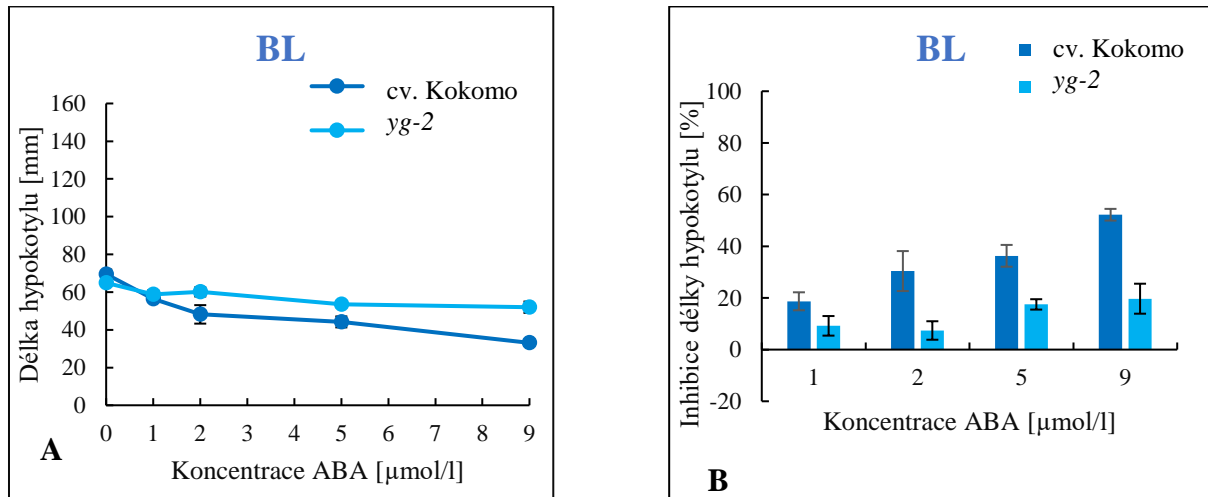 BL
cv. Kokomo
yg-2
Délka hypokotylu [mm]
160
140
120
100
80
60
40
20
0
0 1 2 3 4 5 6 7 8 9
Koncentrace ABA [µmol/l]
A
BL
cv. Kokomo
yg-2
Inhibice délky hypokotylu [%]
100
80
60
40
20
0
-20
1 2 5 9
Koncentrace ABA [µmol/l]
B